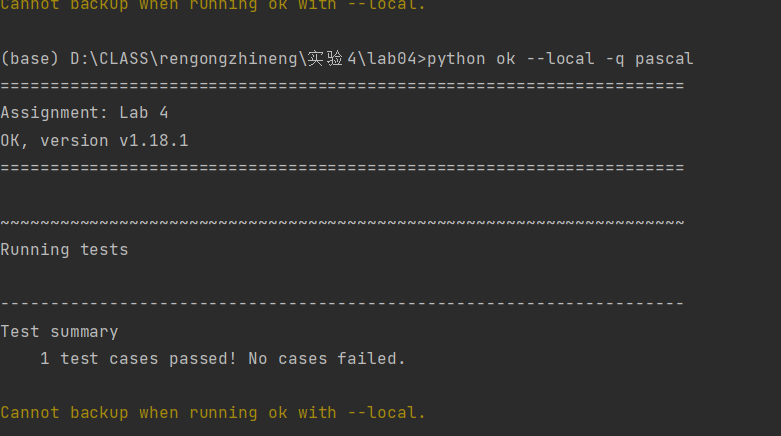 Cannot backup when running ok with --local.
(base) D:\CLASS\rengongzhineng\实验4\lab04>python ok --local -q pascal
=====================================================================
Assignment: Lab 4
OK, version v1.18.1
=====================================================================
~~~~~~~~~~~~~~~~~~~~~~~~~~~~~~~~~~~~~~~~~~~~~~~~~~~~~~~~~~~~~~~~~~~~~
Running tests
---------------------------------------------------------------------
Test summary
    1 test cases passed! No cases failed.
Cannot backup when running ok with --local.